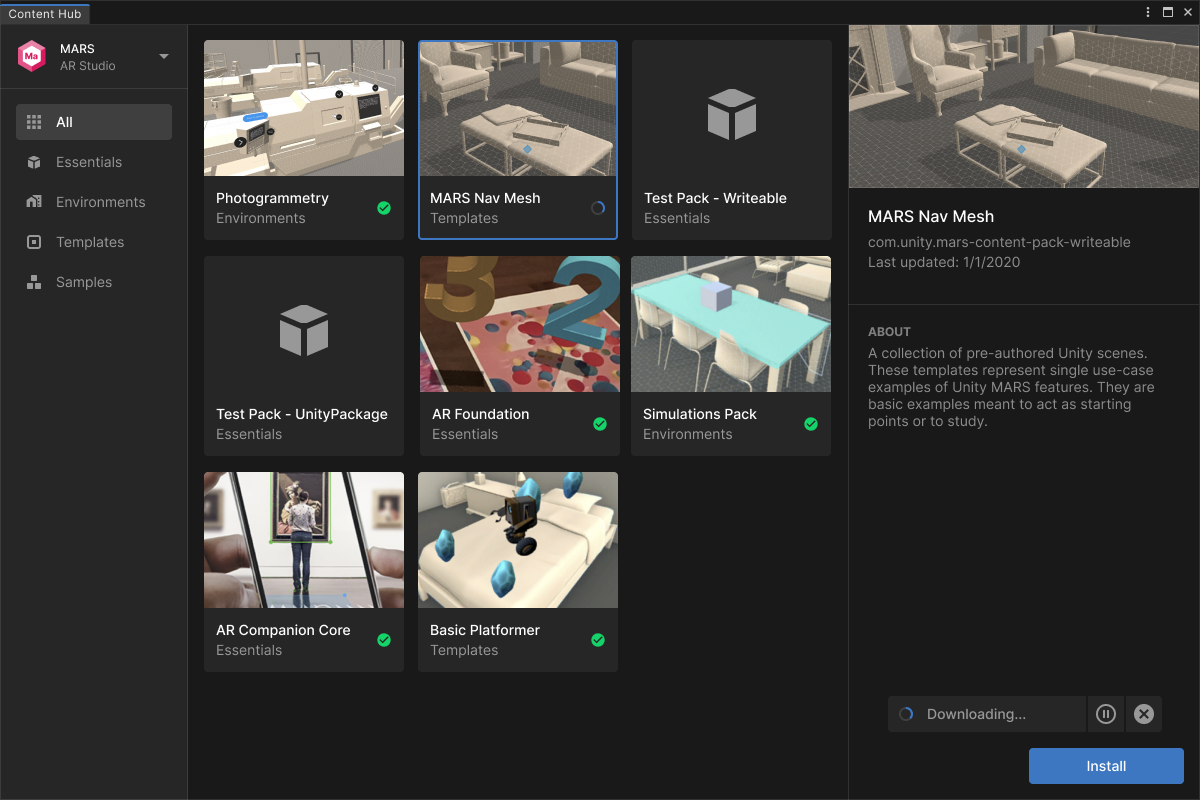 Content Hub
Ma
MARS
AR Studio
All
Essentials
Environments
Templates
Samples
Photogrammetry
Environments
MARS Nav Mesh
Templates
Test Pack - Writeable
Essentials
Test Pack - UnityPackage
Essentials
AR Foundation
Essentials
Simulations Pack
Environments
AR Companion Core
Essentials
Basic Platformer
Templates
MARS Nav Mesh
com.unity.mars-content-pack-writeable
Last updated: 1/1/2020
ABOUT
A collection of pre-authored Unity scenes.
These templates represent single use-case
examples of Unity MARS features. They are
basic examples meant to act as starting
points or to study.
Downloading...
Install